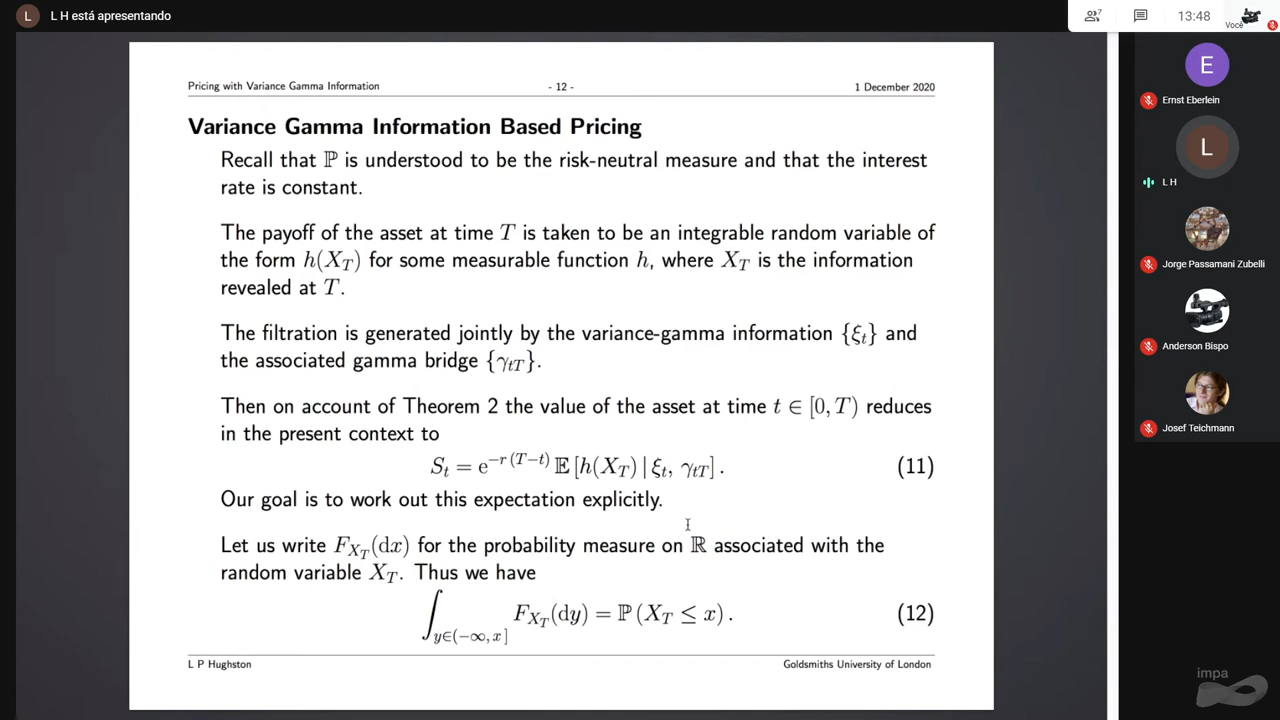 L
L H está apresentando
7
13:48
Você
Pricing with Variance Gamma Information - 12 - 1 December 2020
Variance Gamma Information Based Pricing
Recall that ℙ is understood to be the risk-neutral measure and that the interest
rate is constant.
The payoff of the asset at time T is taken to be an integrable random variable of
the form h(X_T) for some measurable function h, where X_T is the information
revealed at T.
The filtration is generated jointly by the variance-gamma information {ξ_t} and
the associated gamma bridge {γ_{tT}}.
Then on account of Theorem 2 the value of the asset at time t ∈ [0, T) reduces
in the present context to
S_t = e^{−r (T−t)} 𝔼 [h(X_T) | ξ_t, γ_{tT}] . (11)
Our goal is to work out this expectation explicitly.
Let us write F_{X_T}(dx) for the probability measure on ℝ associated with the
random variable X_T. Thus we have
∫_{y∈(−∞, x]} F_{X_T}(dy) = ℙ (X_T ≤ x) . (12)
L P Hughston Goldsmiths University of London
E
Ernst Eberlein
L
L H
Jorge Passamani Zubelli
Anderson Bispo
Josef Teichmann
impa